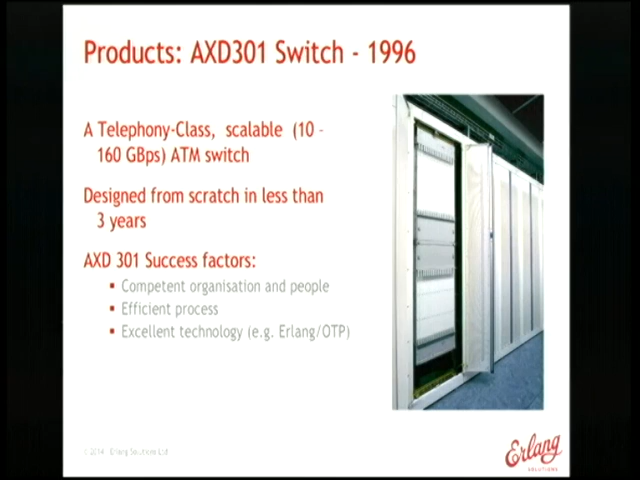 Products: AXD301 Switch - 1996
A Telephony-Class, scalable (10 -
160 GBps) ATM switch
Designed from scratch in less than
3 years
AXD 301 Success factors:
▪ Competent organisation and people
▪ Efficient process
▪ Excellent technology (e.g. Erlang/OTP)
© 2014 Erlang Solutions Ltd
Erlang
SOLUTIONS